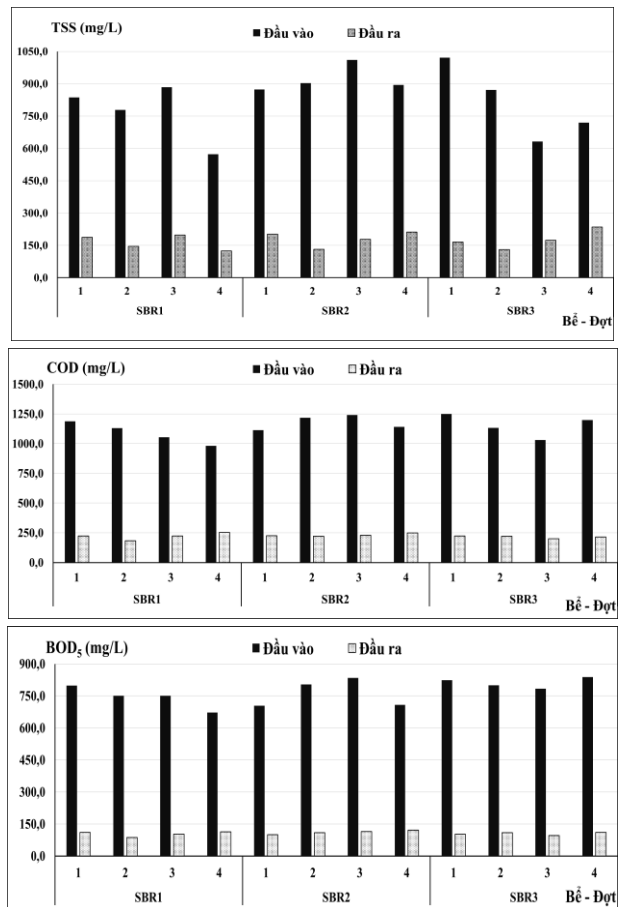 TSS (mg/L)
Đầu vào Đầu ra
1050,0
900,0
750,0
600,0
450,0
300,0
150,0
0,0
1 2 3 4 1 2 3 4 1 2 3 4
SBR1 SBR2 SBR3
Bể - Đợt
COD (mg/L)
Đầu vào Đầu ra
1500,0
1250,0
1000,0
750,0
500,0
250,0
0,0
1 2 3 4 1 2 3 4 1 2 3 4
SBR1 SBR2 SBR3 Bể - Đợt
BOD₅ (mg/L)
Đầu vào Đầu ra
900,0
750,0
600,0
450,0
300,0
150,0
0,0
1 2 3 4 1 2 3 4 1 2 3 4
SBR1 SBR2 SBR3 Bể - Đợt